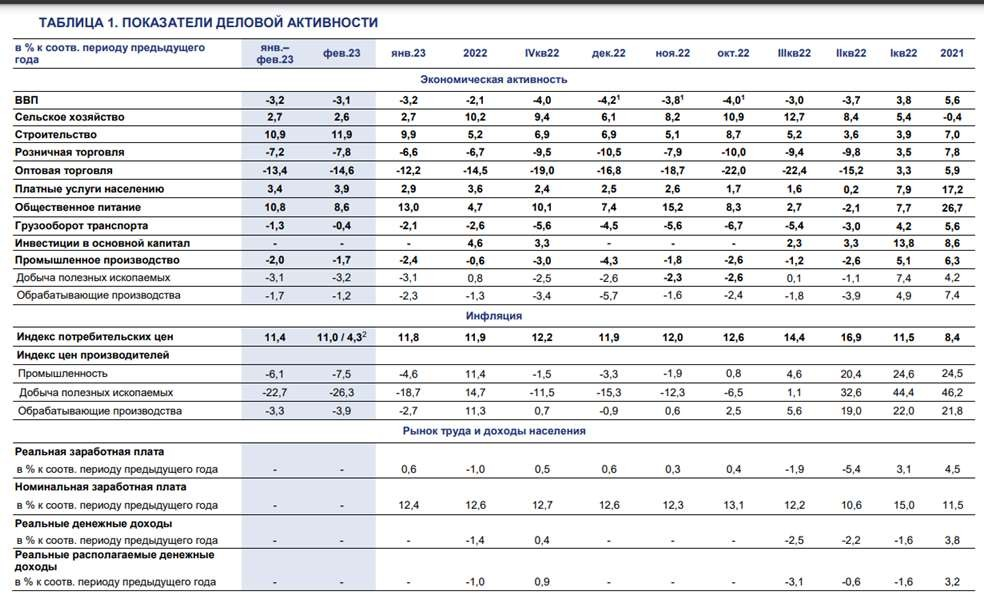 ТАБЛИЦА 1. ПОКАЗАТЕЛИ ДЕЛОВОЙ АКТИВНОСТИ
в % к соотв. периоду предыдущего года янв.–фев.23 фев.23 янв.23 2022 IVкв22 дек.22 ноя.22 окт.22 IIIкв22 IIкв22 Iкв22 2021
Экономическая активность
ВВП -3,2 -3,1 -3,2 -2,1 -4,0 -4,2¹ -3,8¹ -4,0¹ -3,0 -3,7 3,8 5,6
Сельское хозяйство 2,7 2,6 2,7 10,2 9,4 6,1 8,2 10,9 12,7 8,4 5,4 -0,4
Строительство 10,9 11,9 9,9 5,2 6,9 6,9 5,1 8,7 5,2 3,6 3,9 7,0
Розничная торговля -7,2 -7,8 -6,6 -6,7 -9,5 -10,5 -7,9 -10,0 -9,4 -9,8 3,5 7,8
Оптовая торговля -13,4 -14,6 -12,2 -14,5 -19,0 -16,8 -18,7 -22,0 -22,4 -15,2 3,3 5,9
Платные услуги населению 3,4 3,9 2,9 3,6 2,4 2,5 2,6 1,7 1,6 0,2 7,9 17,2
Общественное питание 10,8 8,6 13,0 4,7 10,1 7,4 15,2 8,3 2,7 -2,1 7,7 26,7
Грузооборот транспорта -1,3 -0,4 -2,1 -2,6 -5,6 -4,5 -5,6 -6,7 -5,4 -3,0 4,2 5,6
Инвестиции в основной капитал - - - 4,6 3,3 - - - 2,3 3,3 13,8 8,6
Промышленное производство -2,0 -1,7 -2,4 -0,6 -3,0 -4,3 -1,8 -2,6 -1,2 -2,6 5,1 6,3
Добыча полезных ископаемых -3,1 -3,2 -3,1 0,8 -2,5 -2,6 -2,3 -2,6 0,1 -1,1 7,4 4,2
Обрабатывающие производства -1,7 -1,2 -2,3 -1,3 -3,4 -5,7 -1,6 -2,4 -1,8 -3,9 4,9 7,4
Инфляция
Индекс потребительских цен 11,4 11,0 / 4,3² 11,8 11,9 12,2 11,9 12,0 12,6 14,4 16,9 11,5 8,4
Индекс цен производителей
Промышленность -6,1 -7,5 -4,6 11,4 -1,5 -3,3 -1,9 0,8 4,6 20,4 24,6 24,5
Добыча полезных ископаемых -22,7 -26,3 -18,7 14,7 -11,5 -15,3 -12,3 -6,5 1,1 32,6 44,4 46,2
Обрабатывающие производства -3,3 -3,9 -2,7 11,3 0,7 -0,9 0,6 2,5 5,6 19,0 22,0 21,8
Рынок труда и доходы населения
Реальная заработная плата
в % к соотв. периоду предыдущего года - - 0,6 -1,0 0,5 0,6 0,3 0,4 -1,9 -5,4 3,1 4,5
Номинальная заработная плата
в % к соотв. периоду предыдущего года - - 12,4 12,6 12,7 12,6 12,3 13,1 12,2 10,6 15,0 11,5
Реальные денежные доходы
в % к соотв. периоду предыдущего года - - - -1,4 0,4 - - - -2,5 -2,2 -1,6 3,8
Реальные располагаемые денежные
доходы
в % к соотв. периоду предыдущего года - - - -1,0 0,9 - - - -3,1 -0,6 -1,6 3,2